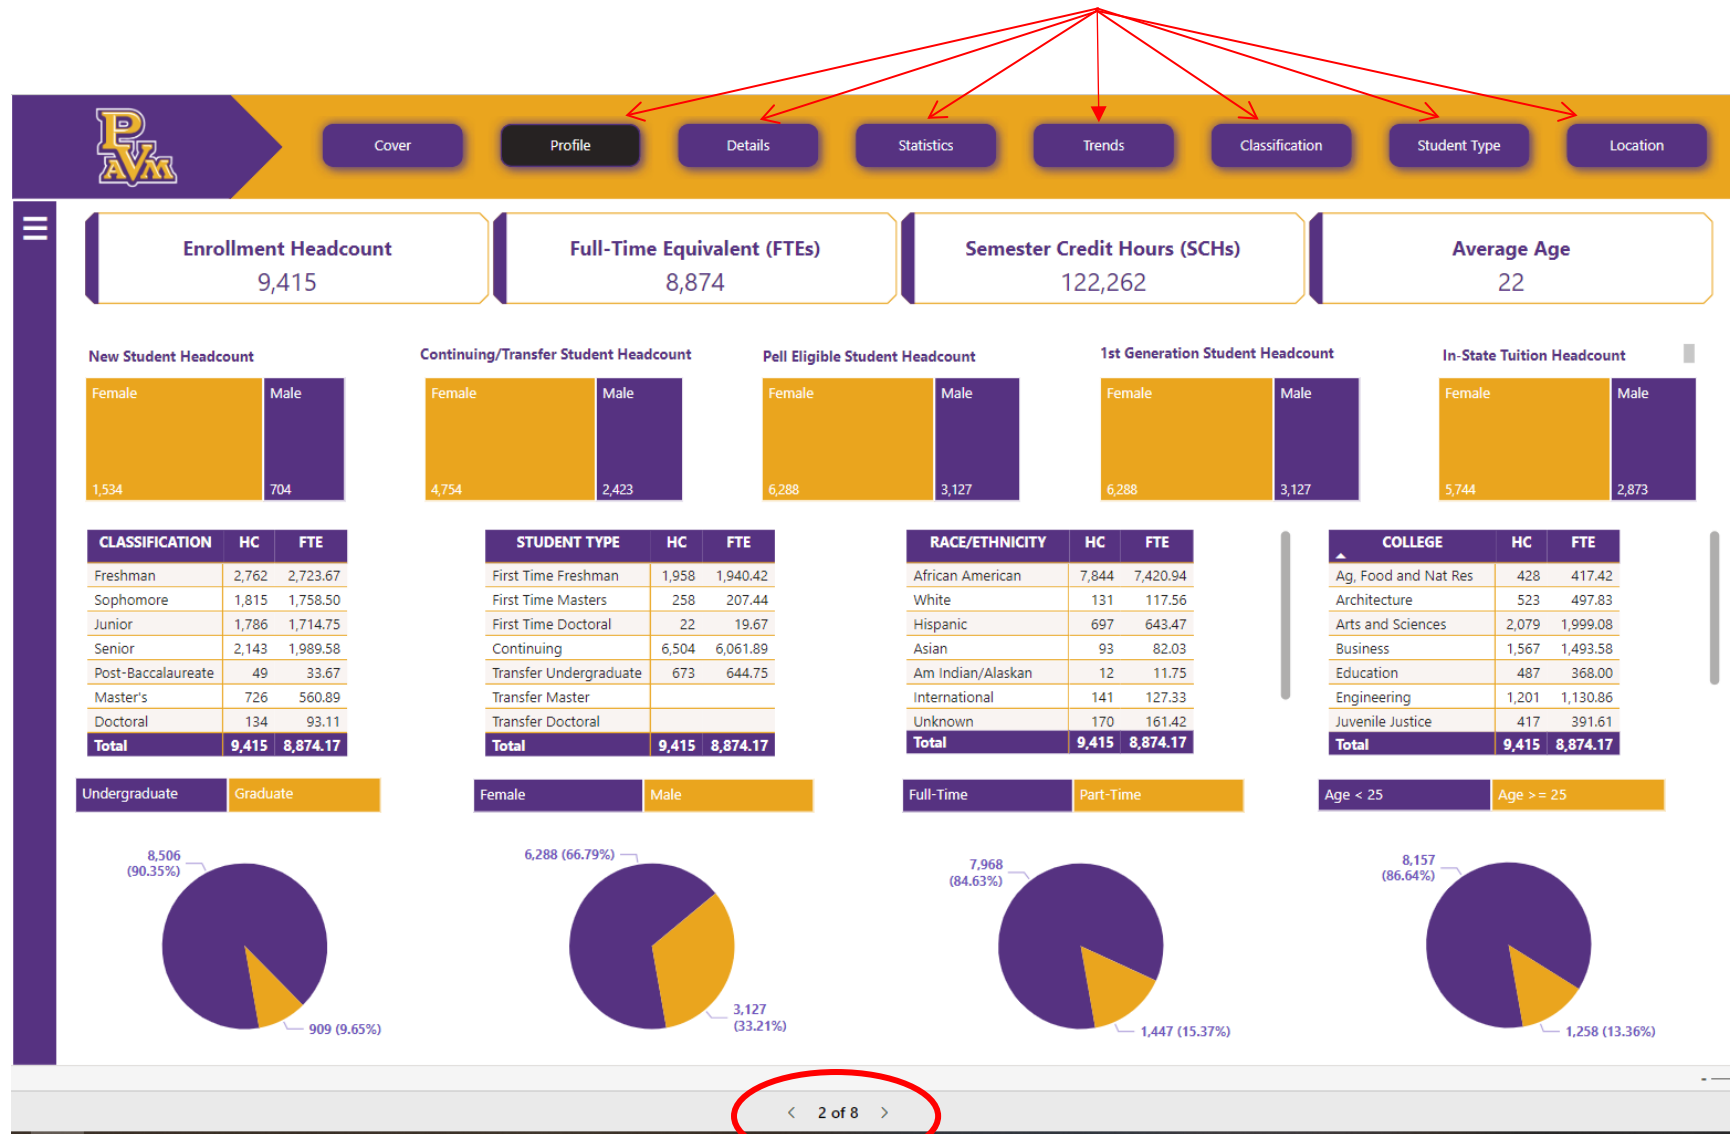 PVAMU
Cover
Profile
Details
Statistics
Trends
Classification
Student Type
Location
Enrollment Headcount
9,415
Full-Time Equivalent (FTEs)
8,874
Semester Credit Hours (SCHs)
122,262
Average Age
22
New Student Headcount
Female Male
1,534 704
Continuing/Transfer Student Headcount
Female Male
4,754 2,423
Pell Eligible Student Headcount
Female Male
6,288 3,127
1st Generation Student Headcount
Female Male
6,288 3,127
In-State Tuition Headcount
Female Male
5,744 2,873
CLASSIFICATION HC FTE
Freshman 2,762 2,723.67
Sophomore 1,815 1,758.50
Junior 1,786 1,714.75
Senior 2,143 1,989.58
Post-Baccalaureate 49 33.67
Master's 726 560.89
Doctoral 134 93.11
Total 9,415 8,874.17
STUDENT TYPE HC FTE
First Time Freshman 1,958 1,940.42
First Time Masters 258 207.44
First Time Doctoral 22 19.67
Continuing 6,504 6,061.89
Transfer Undergraduate 673 644.75
Transfer Master
Transfer Doctoral
Total 9,415 8,874.17
RACE/ETHNICITY HC FTE
African American 7,844 7,420.94
White 131 117.56
Hispanic 697 643.47
Asian 93 82.03
Am Indian/Alaskan 12 11.75
International 141 127.33
Unknown 170 161.42
Total 9,415 8,874.17
COLLEGE HC FTE
Ag, Food and Nat Res 428 417.42
Architecture 523 497.83
Arts and Sciences 2,079 1,999.08
Business 1,567 1,493.58
Education 487 368.00
Engineering 1,201 1,130.86
Juvenile Justice 417 391.61
Total 9,415 8,874.17
Undergraduate Graduate
8,506
(90.35%)
909 (9.65%)
Female Male
6,288 (66.79%)
3,127
(33.21%)
Full-Time Part-Time
7,968
(84.63%)
1,447 (15.37%)
Age < 25 Age >= 25
8,157
(86.64%)
1,258 (13.36%)
< 2 of 8 >